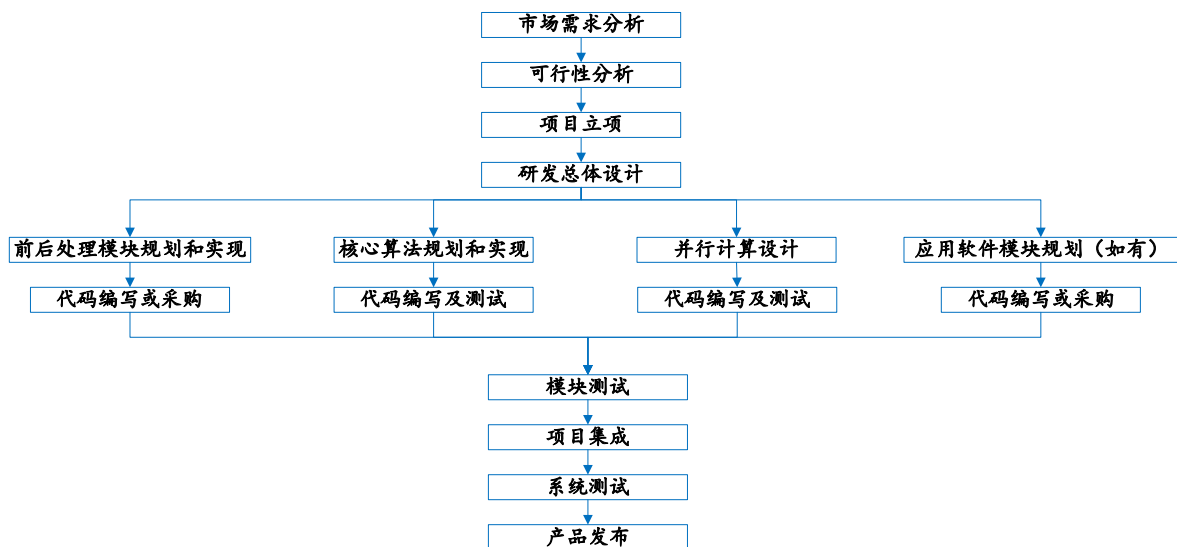 市场需求分析
可行性分析
项目立项
研发总体设计
前后处理模块规划和实现
核心算法规划和实现
并行计算设计
应用软件模块规划（如有）
代码编写或采购
代码编写及测试
代码编写及测试
代码编写或采购
模块测试
项目集成
系统测试
产品发布